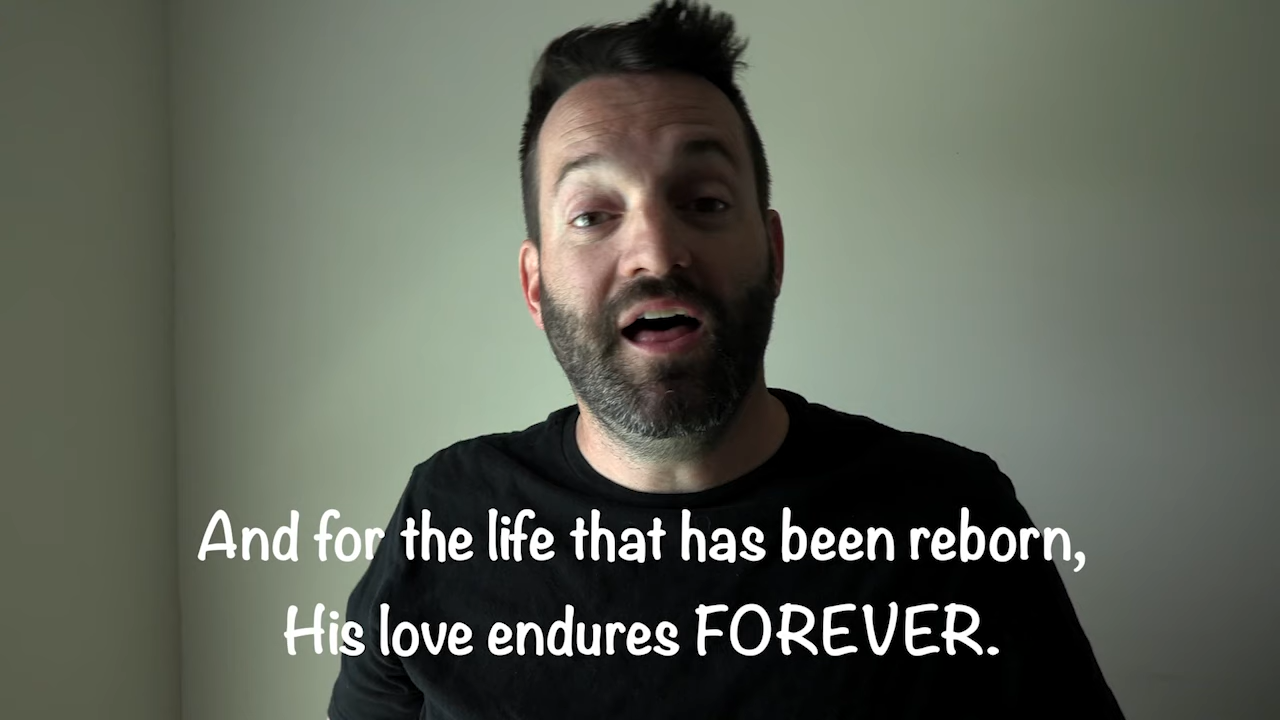 And for the life that has been reborn,
His love endures FOREVER.